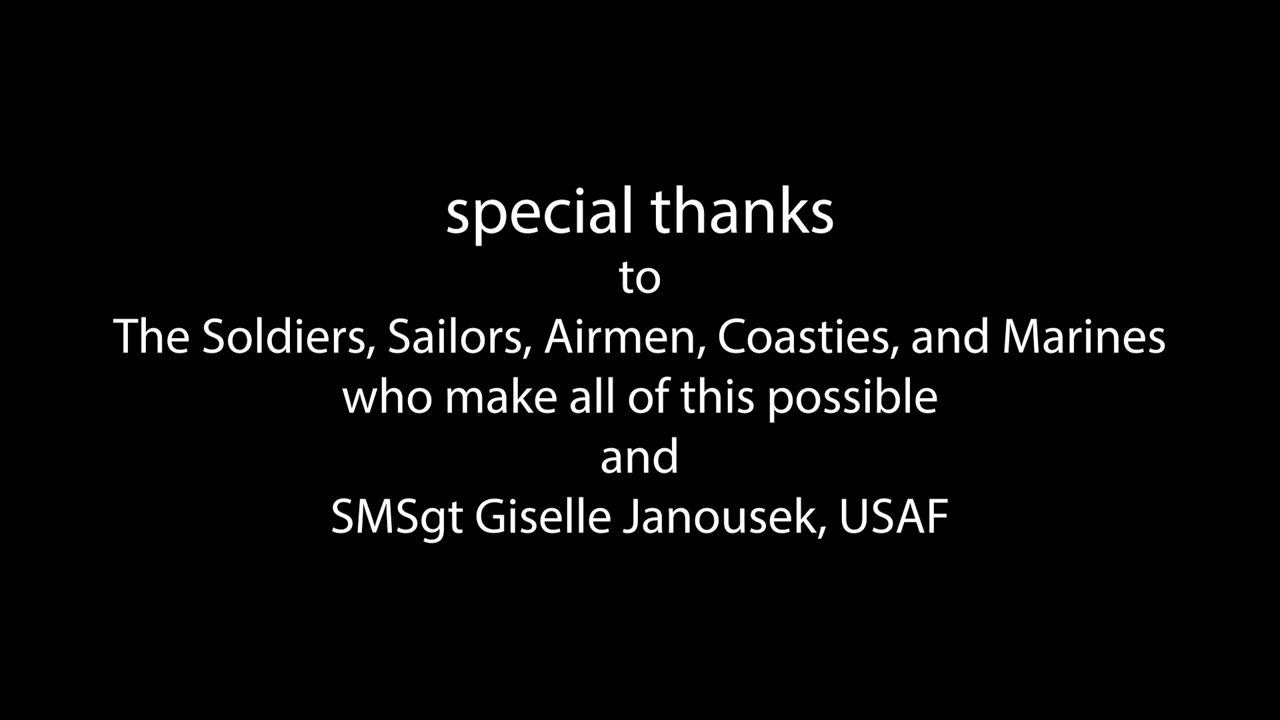 special thanks
to
The Soldiers, Sailors, Airmen, Coasties, and Marines
who make all of this possible
and
SMSgt Giselle Janousek, USAF